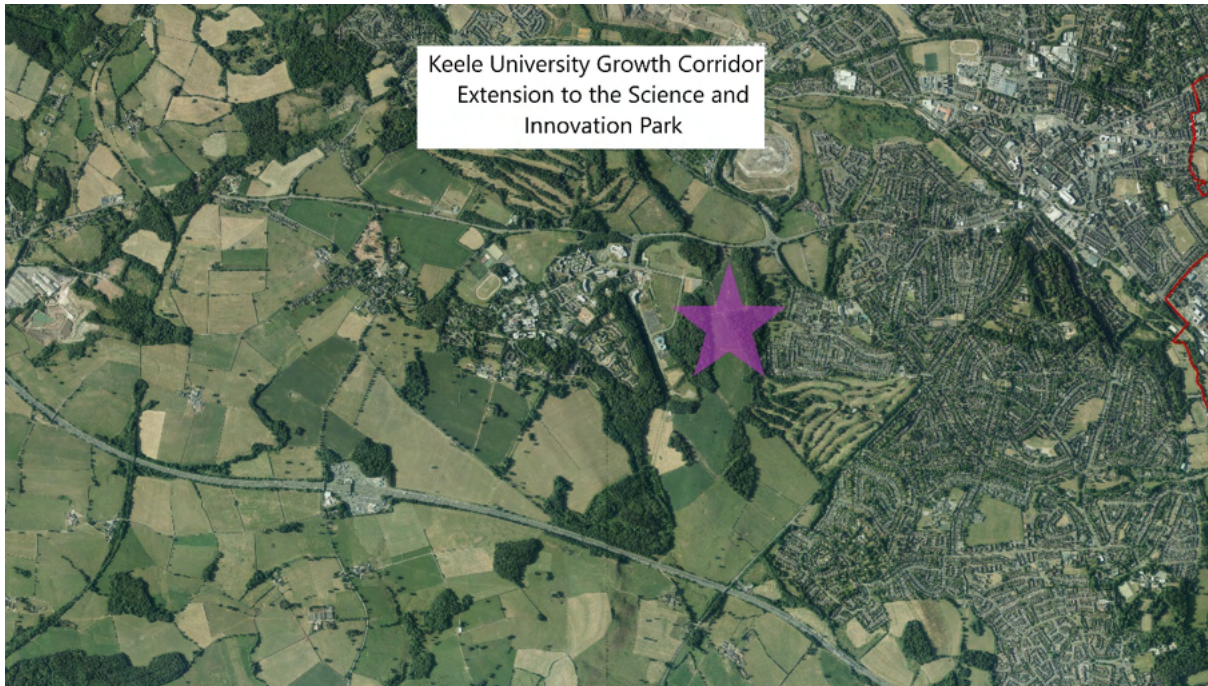 Keele University Growth Corridor
Extension to the Science and
Innovation Park